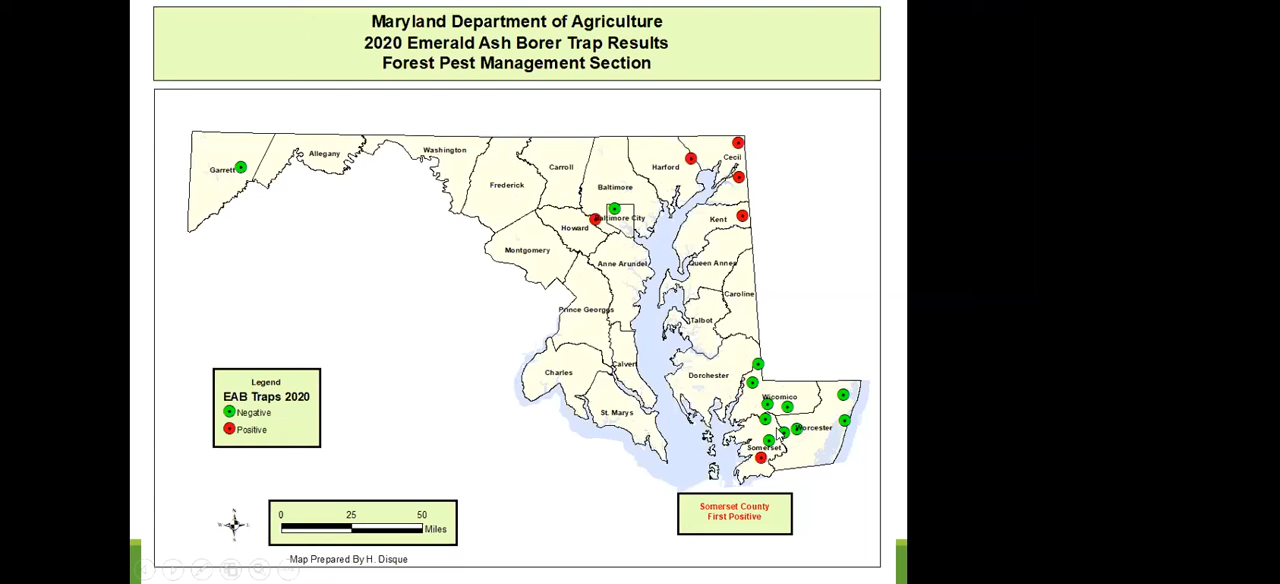 Maryland Department of Agriculture
2020 Emerald Ash Borer Trap Results
Forest Pest Management Section
Garrett
Allegany
Washington
Frederick
Carroll
Baltimore
Harford
Cecil
Baltimore City
Howard
Kent
Montgomery
Anne Arundel
Queen Annes
Caroline
Prince Georges
Talbot
Calvert
Charles
Dorchester
St. Marys
Wicomico
Worcester
Somerset
Legend
EAB Traps 2020
Negative
Positive
0 25 50
Miles
N
W
Map Prepared By H. Disque
Somerset County
First Positive